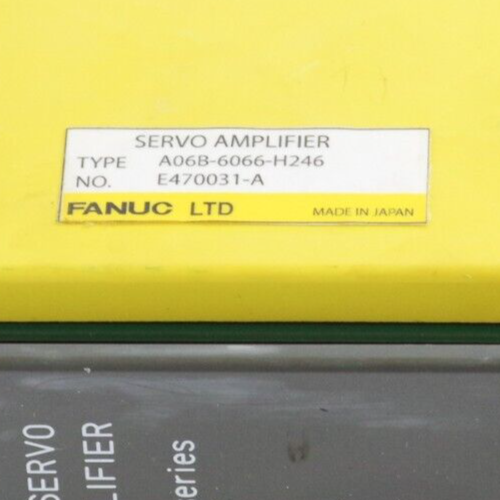 SERVO AMPLIFIER
TYPE A06B-6066-H246
NO. E470031-A
FANUC LTD MADE IN JAPAN
SERVO
LIFIER
eries